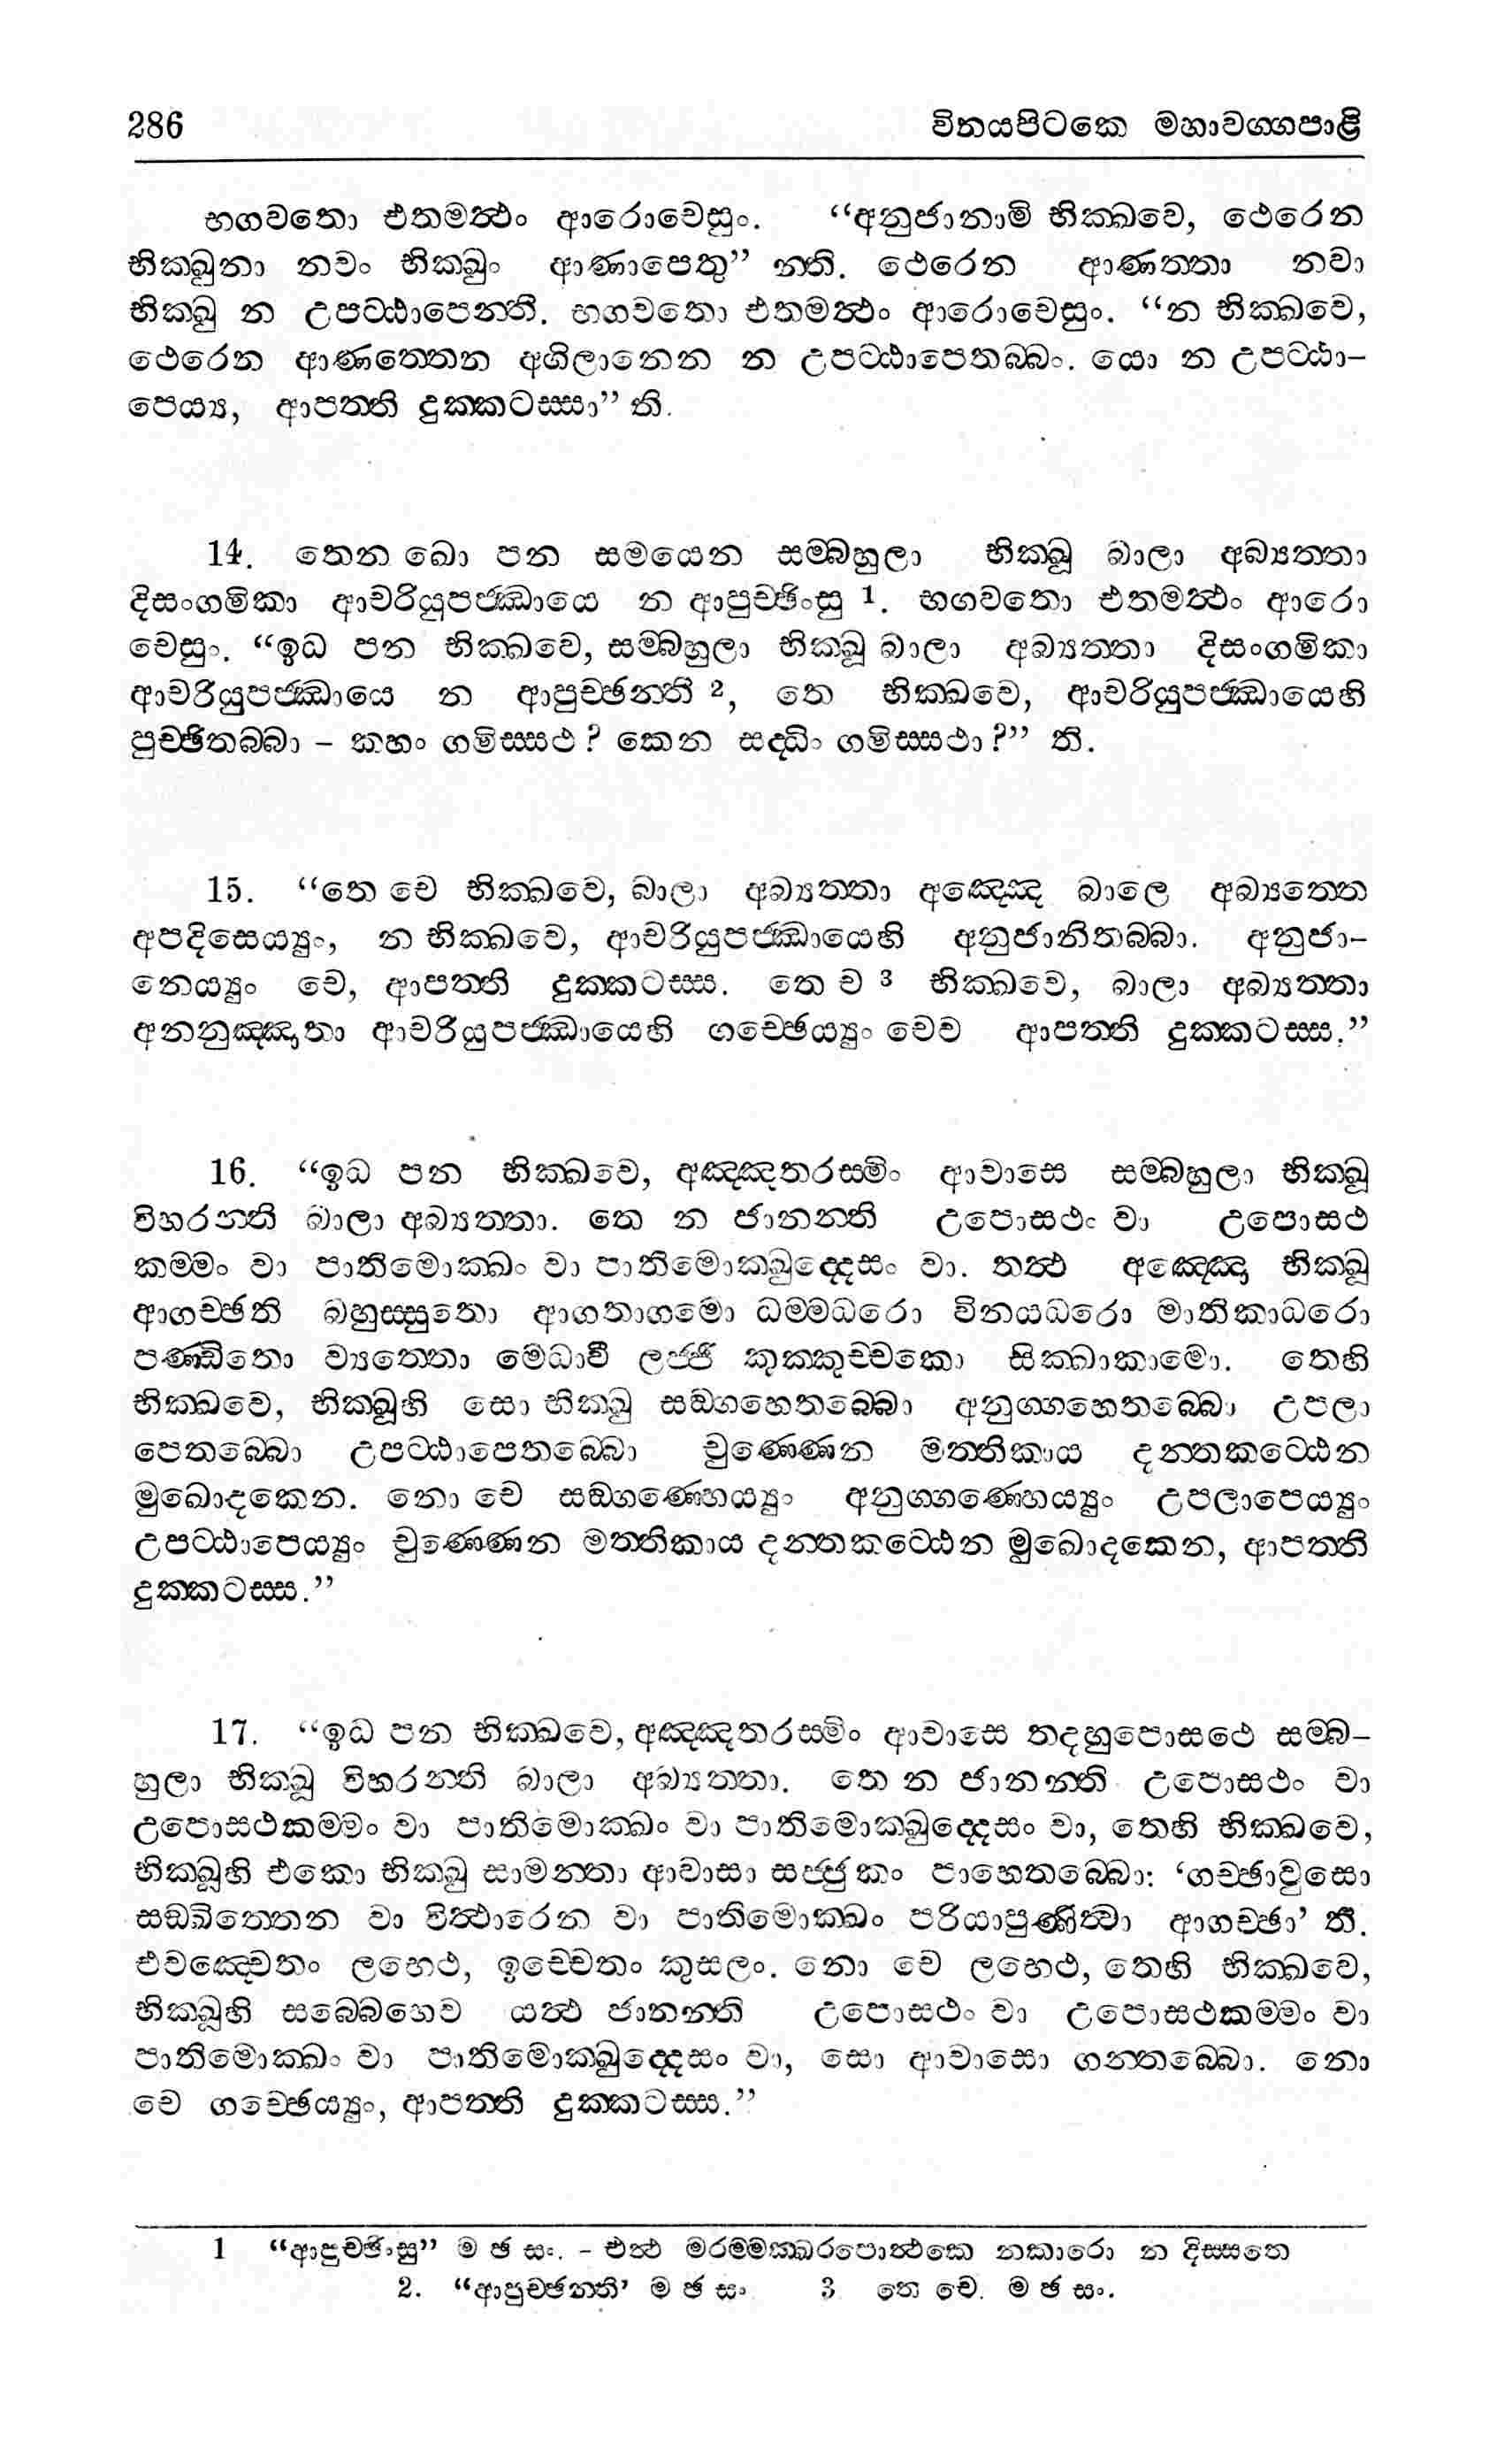 286 විනයපිටකෙ මහාවග්ගපාළි
භගවතො එතමත්ථං ආරොචෙසුං. “අනුජානාමි භික්ඛවෙ, ථෙරෙන
භික්ඛුනා නවං භික්ඛුං ආණාපෙතු” න්ති. ථෙරෙන ආණත්තා නවා
භික්ඛු න උපට්ඨාපෙන්ති. භගවතො එතමත්ථං ආරොචෙසුං. “න භික්ඛවෙ,
ථෙරෙන ආණත්තෙන අගිලානෙන න උපට්ඨාපෙතබ්බං. යො න උපට්ඨා–
පෙය්‍ය, ආපත්ති දුක්කටස්සා” ති.
14. තෙන ඛො පන සමයෙන සම්බහුලා භික්ඛූ බාලා අබ්‍යත්තා
දිසංගමිකා ආචරියුපජ්ඣායෙ න ආපුච්ඡිංසු 1. භගවතො එතමත්ථං ආරො
චෙසුං. “ඉධ පන භික්ඛවෙ, සම්බහුලා භික්ඛූ බාලා අබ්‍යත්තා දිසංගමිකා
ආචරියුපජ්ඣායෙ න ආපුච්ඡන්ති 2, තෙ භික්ඛවෙ, ආචරියුපජ්ඣායෙහි
පුච්ඡිතබ්බා – කහං ගමිස්සථ ? කෙන සද්ධිං ගමිස්සථා ?” ති.
15. “තෙ චෙ භික්ඛවෙ, බාලා අබ්‍යත්තා අඤ්ඤෙ බාලෙ අබ්‍යත්තෙ
අපදිසෙය්‍යුං, න භික්ඛවෙ, ආචරියුපජ්ඣායෙහි අනුජානිතබ්බා. අනුජා–
නෙය්‍යුං චෙ, ආපත්ති දුක්කටස්ස. තෙ ච 3 භික්ඛවෙ, බාලා අබ්‍යත්තා
අනනුඤ්ඤාතා ආචරියුපජ්ඣායෙහි ගච්ඡෙය්‍යුං චෙව ආපත්ති දුක්කටස්ස.”
16. “ඉධ පන භික්ඛවෙ, අඤ්ඤතරස්මිං ආවාසෙ සම්බහුලා භික්ඛූ
විහරන්ති බාලා අබ්‍යත්තා. තෙ න ජානන්ති උපොසථං වා උපොසථ
කම්මං වා පාතිමොක්ඛං වා පාතිමොක්ඛුද්දෙසං වා. තත්ථ අඤ්ඤො භික්ඛූ
ආගච්ඡති බහුස්සුතො ආගතාගමො ධම්මධරො විනයධරො මාතිකාධරො
පණ්ඩිතො ව්‍යත්තො මෙධාවී ලජ්ජී කුක්කුච්චකො සික්ඛාකාමො. තෙහි
භික්ඛවෙ, භික්ඛූහි සො භික්ඛු සඞ්ගහෙතබ්බො අනුග්ගහෙතබ්බො උපලා
පෙතබ්බො උපට්ඨාපෙතබ්බො චුණ්ණෙන මත්තිකාය දන්තකට්ඨෙන
මුඛොදකෙන. නො චෙ සඞ්ගණ්හෙය්‍යුං අනුග්ගණ්හෙය්‍යුං උපලාපෙය්‍යුං
උපට්ඨාපෙය්‍යුං චුණ්ණෙන මත්තිකාය දන්තකට්ඨෙන මුඛොදකෙන, ආපත්ති
දුක්කටස්ස.”
17. “ඉධ පන භික්ඛවෙ, අඤ්ඤතරස්මිං ආවාසෙ තදහුපොසථෙ සම්බ–
හුලා භික්ඛූ විහරන්ති බාලා අබ්‍යත්තා. තෙ න ජානන්ති උපොසථං වා
උපොසථකම්මං වා පාතිමොක්ඛං වා පාතිමොක්ඛුද්දෙසං වා, තෙහි භික්ඛවෙ,
භික්ඛූහි එකො භික්ඛු සාමන්තා ආවාසා සජ්ජුකං පාහෙතබ්බො: ‘ගච්ඡාවුසො
සඞ්ඛිත්තෙන වා විත්ථාරෙන වා පාතිමොක්ඛං පරියාපුණිත්වා ආගච්ඡා’ තී.
එවඤ්චෙතං ලභෙථ, ඉච්චෙතං කුසලං. නො චෙ ලභෙථ, තෙහි භික්ඛවෙ,
භික්ඛූහි සබ්බෙහෙව යත්ථ ජානන්ති උපොසථං වා උපොසථකම්මං වා
පාතිමොක්ඛං වා පාතිමොක්ඛුද්දෙසං වා, සො ආවාසො ගන්තබ්බො. නො
චෙ ගච්ඡෙය්‍යුං, ආපත්ති දුක්කටස්ස.”
1 “ආපුච්ඡිංසු” ම ඡ සං. – එත්ථ මරම්මක්ඛරපොත්ථකෙ නකාරො න දිස්සතෙ
2. “ආපුච්ඡන්ති’ ම ඡ සං 3 තෙ චෙ. ම ඡ සං.